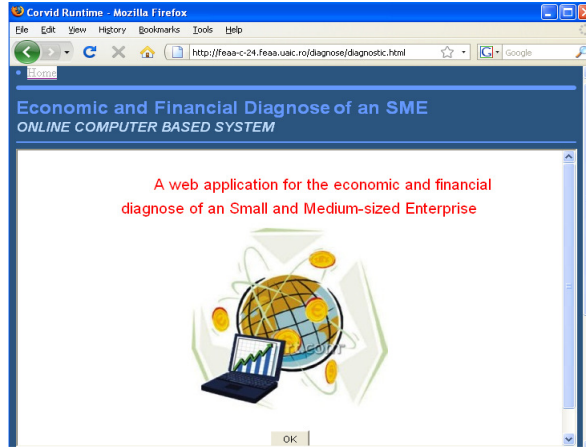 Corvid Runtime - Mozilla Firefox
File Edit View History Bookmarks Tools Help
http://feaa-c-24.feaa.uaic.ro/diagnose/diagnostic.html
G Google
Home
Economic and Financial Diagnose of an SME
ONLINE COMPUTER BASED SYSTEM
A web application for the economic and financial
diagnose of an Small and Medium-sized Enterprise
OK